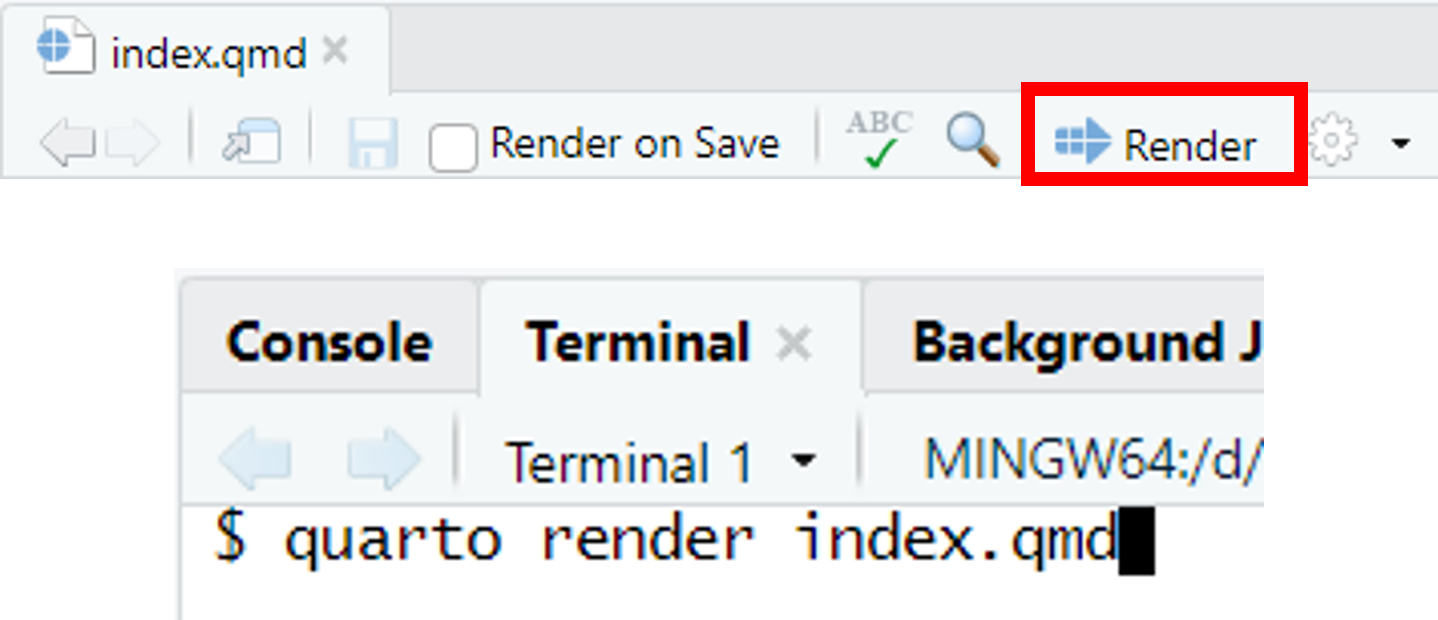 index.qmd
Render on Save ABC Render
Console Terminal Background J
Terminal 1 MINGW64:/d/
$ quarto render index.qmd